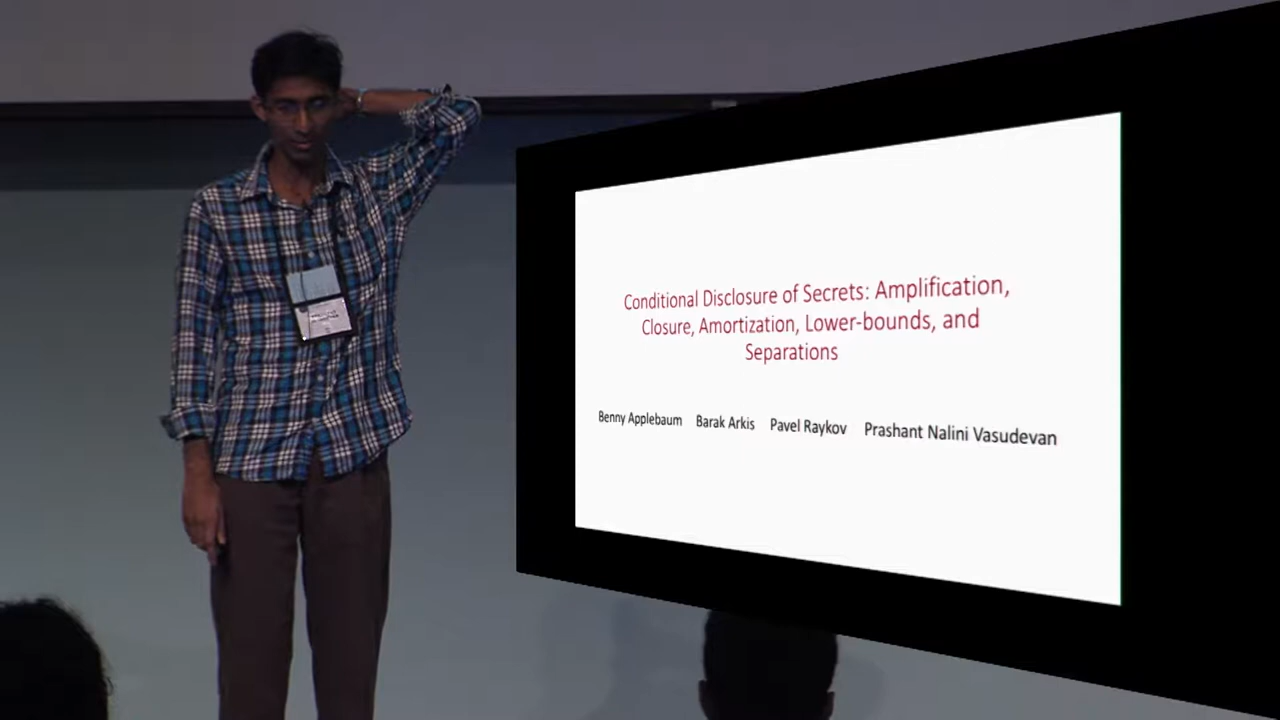 Conditional Disclosure of Secrets: Amplification,
Closure, Amortization, Lower-bounds, and
Separations
Benny Applebaum Barak Arkis Pavel Raykov Prashant Nalini Vasudevan